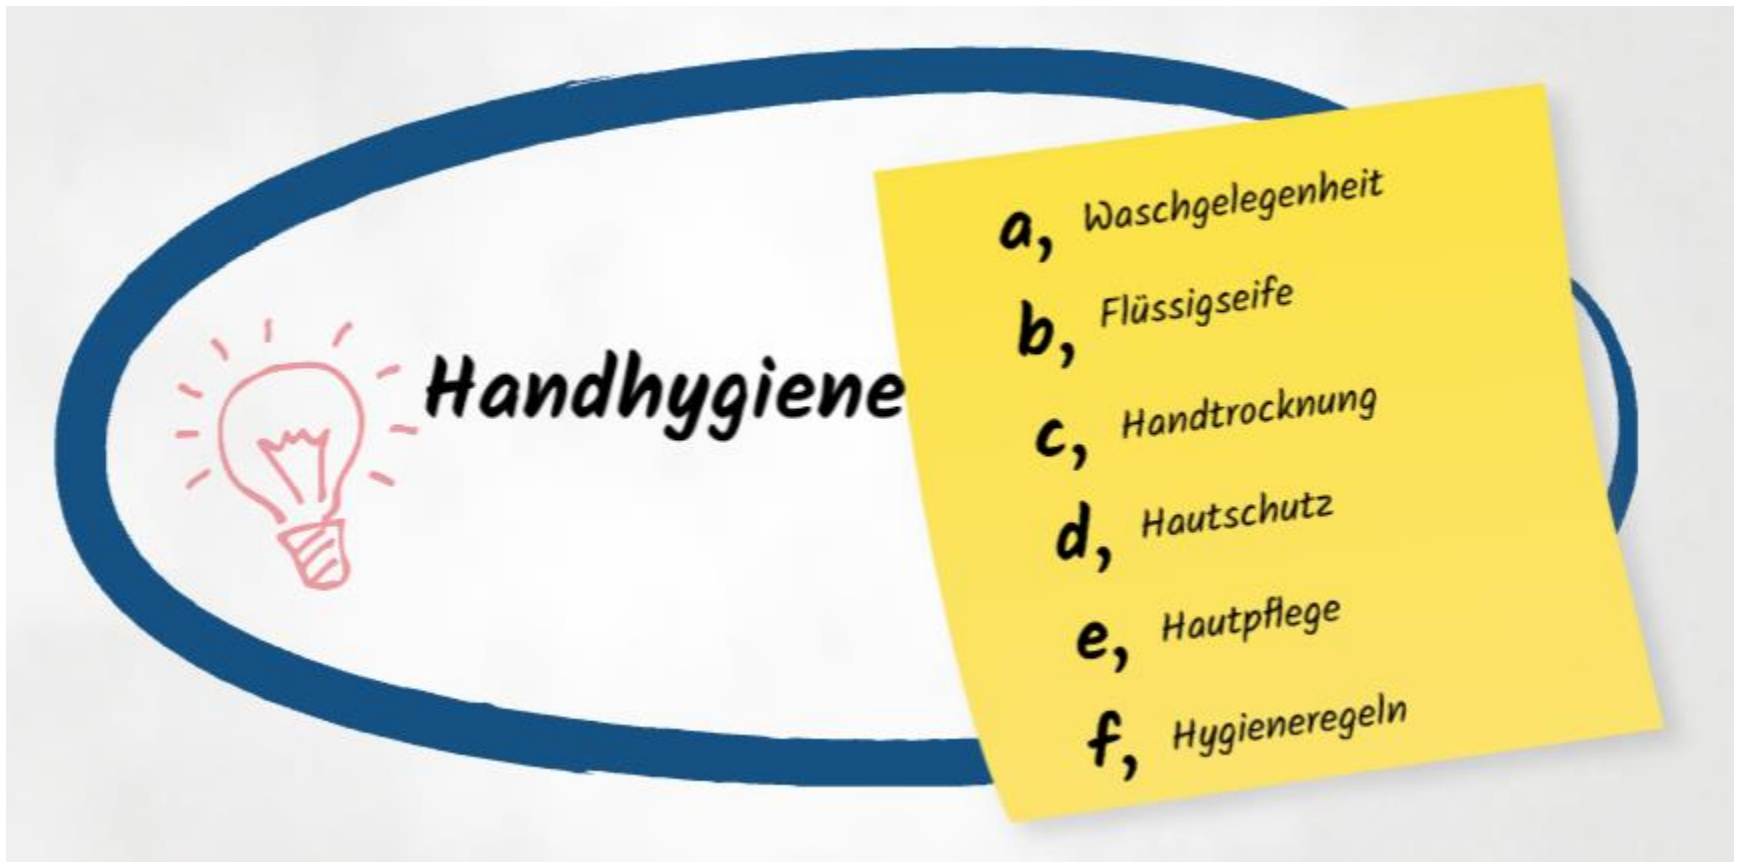 Handhygiene
a, Waschgelegenheit
b, Flüssigseife
c, Handtrocknung
d, Hautschutz
e, Hautpflege
f, Hygieneregeln